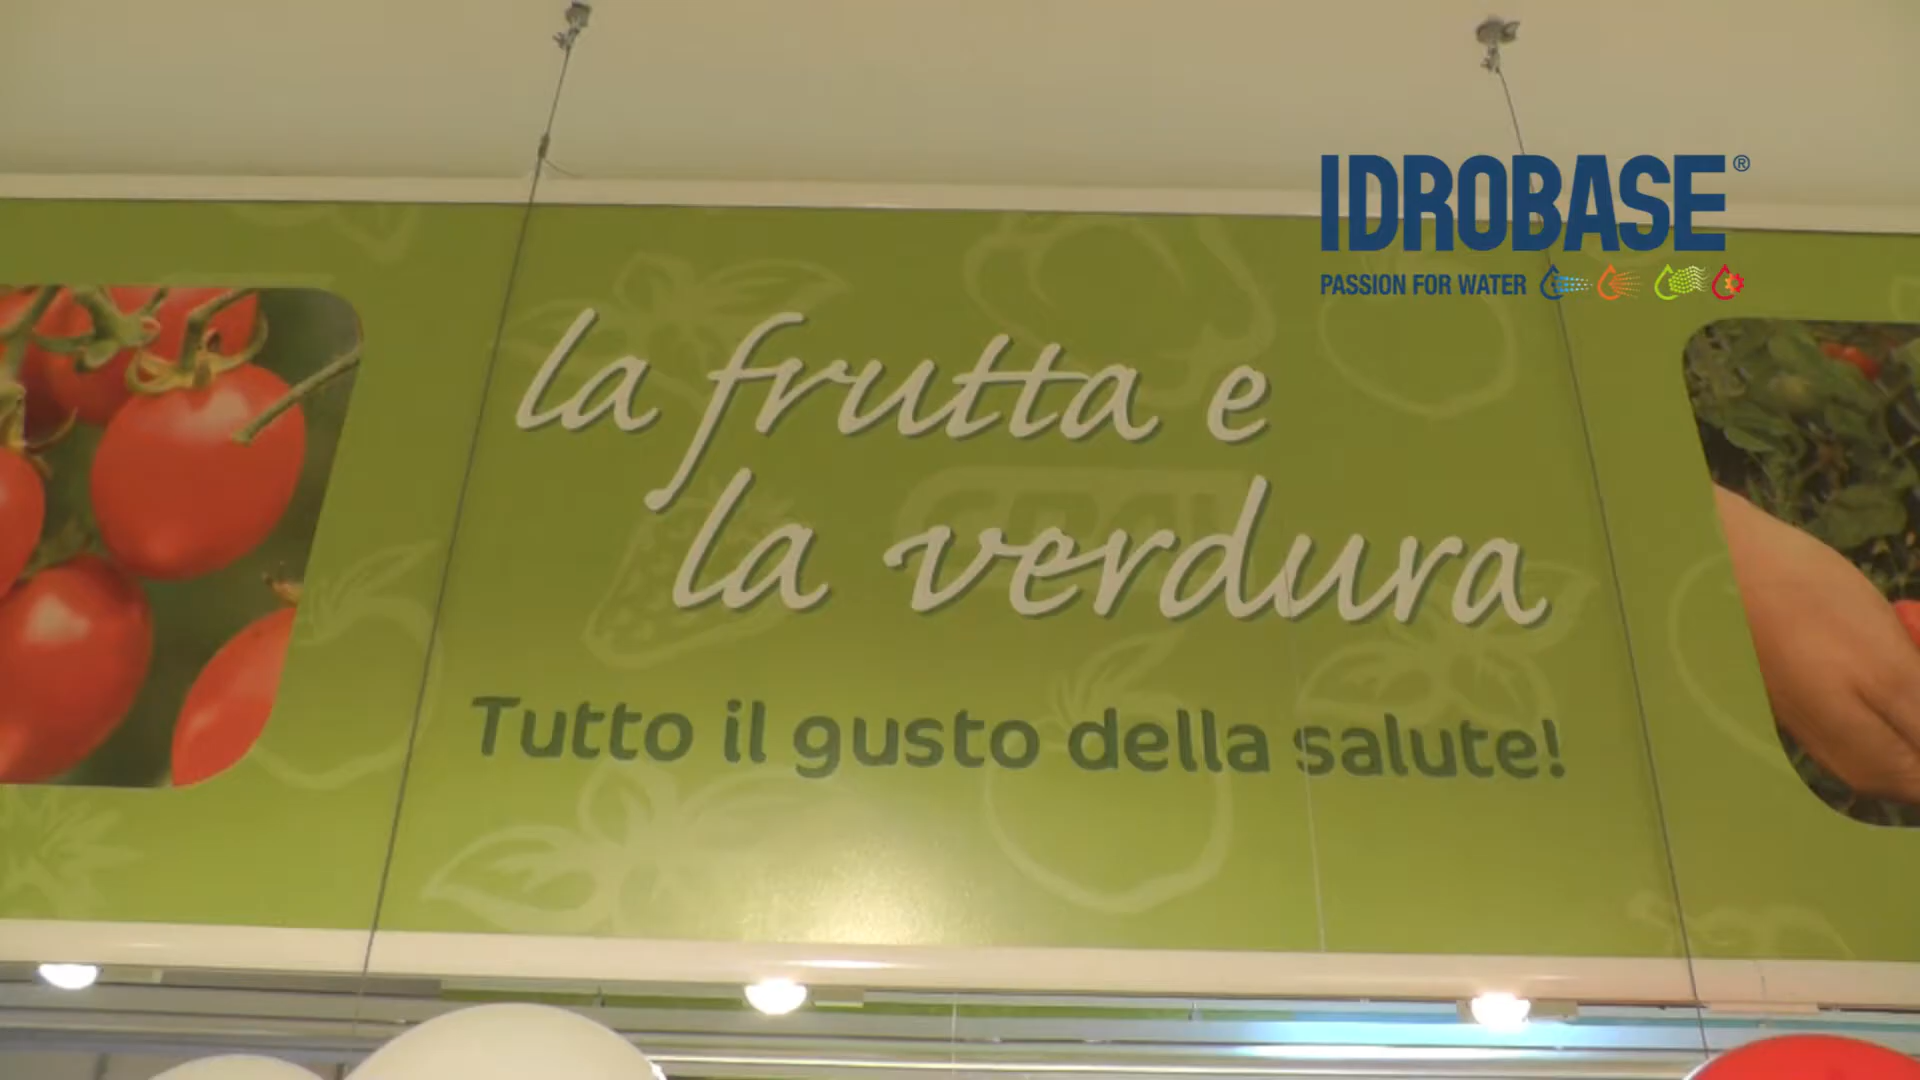 IDROBASE®
PASSION FOR WATER
la frutta e
la verdura
Tutto il gusto della salute!